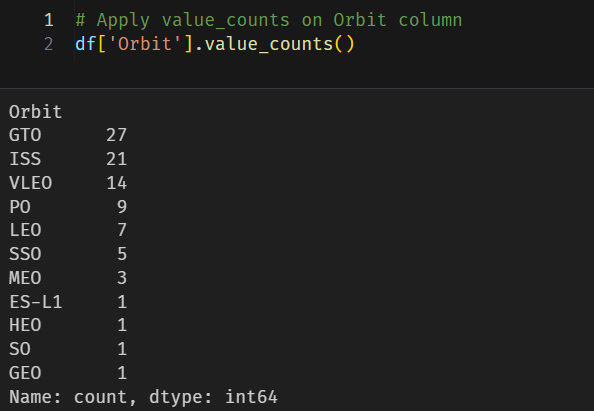 1 # Apply value_counts on Orbit column
2 df['Orbit'].value_counts()
Orbit
GTO 27
ISS 21
VLEO 14
PO 9
LEO 7
SSO 5
MEO 3
ES-L1 1
HEO 1
SO 1
GEO 1
Name: count, dtype: int64